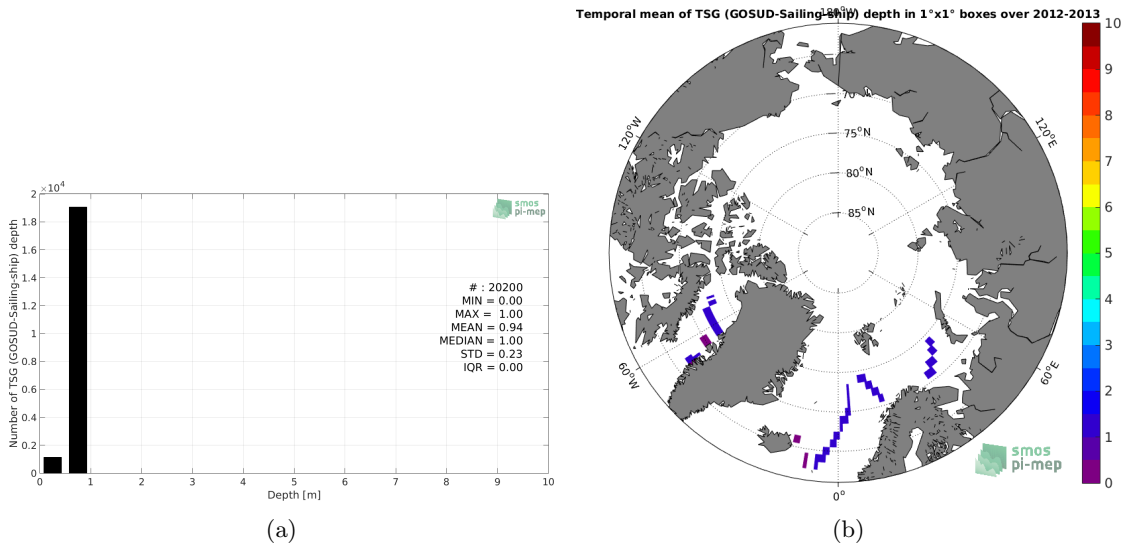 Temporal mean of TSG (GOSUD-Sailing-ship) depth in 1°x1° boxes over 2012-2013
180°W
120°W
120°E
70
75°N
80°N
85°N
60°W
60°E
0°
10
9
8
7
6
5
4
3
2
1
0
smos
pi-mep
×10⁴
2
1.8
1.6
1.4
1.2
1
0.8
0.6
0.4
0.2
0
Number of TSG (GOSUD-Sailing-ship) depth
smos
pi-mep
# : 20200
MIN = 0.00
MAX = 1.00
MEAN = 0.94
MEDIAN = 1.00
STD = 0.23
IQR = 0.00
0 1 2 3 4 5 6 7 8 9 10
Depth [m]
(a)
(b)